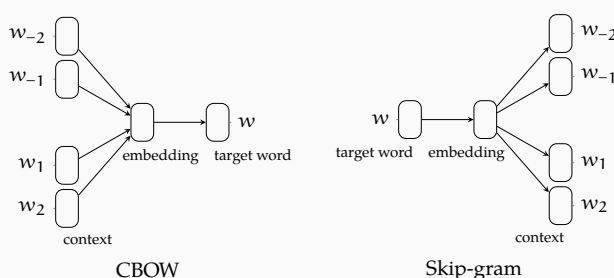 w₋₂
w₋₁
w₁
w₂
context
embedding
w
target word
CBOW
w
target word
embedding
w₋₂
w₋₁
w₁
w₂
context
Skip-gram